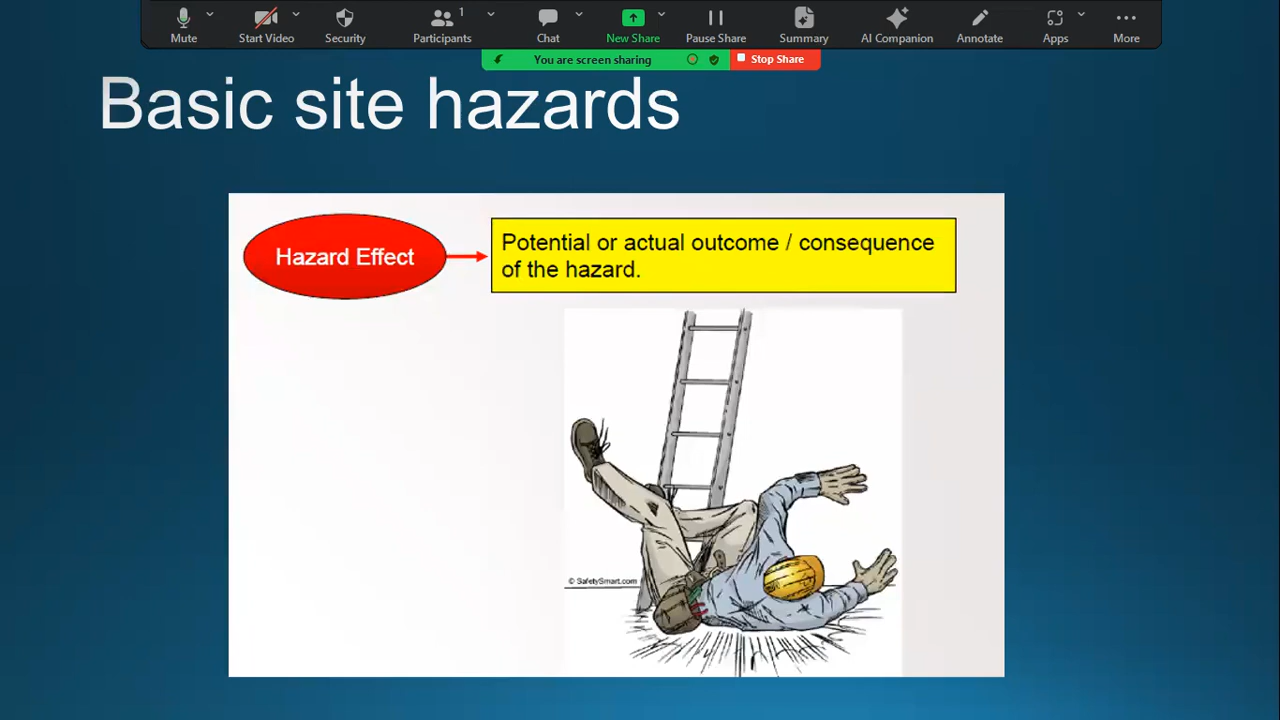 Mute
Start Video
Security
Participants
1
Chat
New Share
Pause Share
Summary
AI Companion
Annotate
Apps
More
You are screen sharing
Stop Share
Basic site hazards
Hazard Effect
Potential or actual outcome / consequence
of the hazard.
© SafetySmart.com